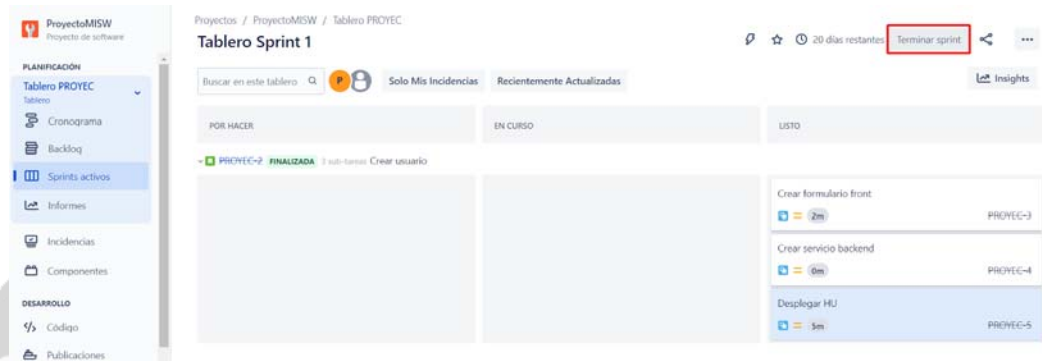 ProyectoMISW
Proyecto de software
PLANIFICACIÓN
Tablero PROYEC
Tablero
Cronograma
Backlog
Sprints activos
Informes
Incidencias
Componentes
DESARROLLO
Código
Publicaciones
Proyectos / ProyectoMISW / Tablero PROYEC
Tablero Sprint 1
20 días restantes
Terminar sprint
Buscar en este tablero
P
Solo Mis Incidencias
Recientemente Actualizadas
Insights
POR HACER
EN CURSO
LISTO
PROYEC-2 FINALIZADA 3 sub-tareas Crear usuario
Crear formulario front
2m
PROYEC-3
Crear servicio backend
0m
PROYEC-4
Desplegar HU
5m
PROYEC-5